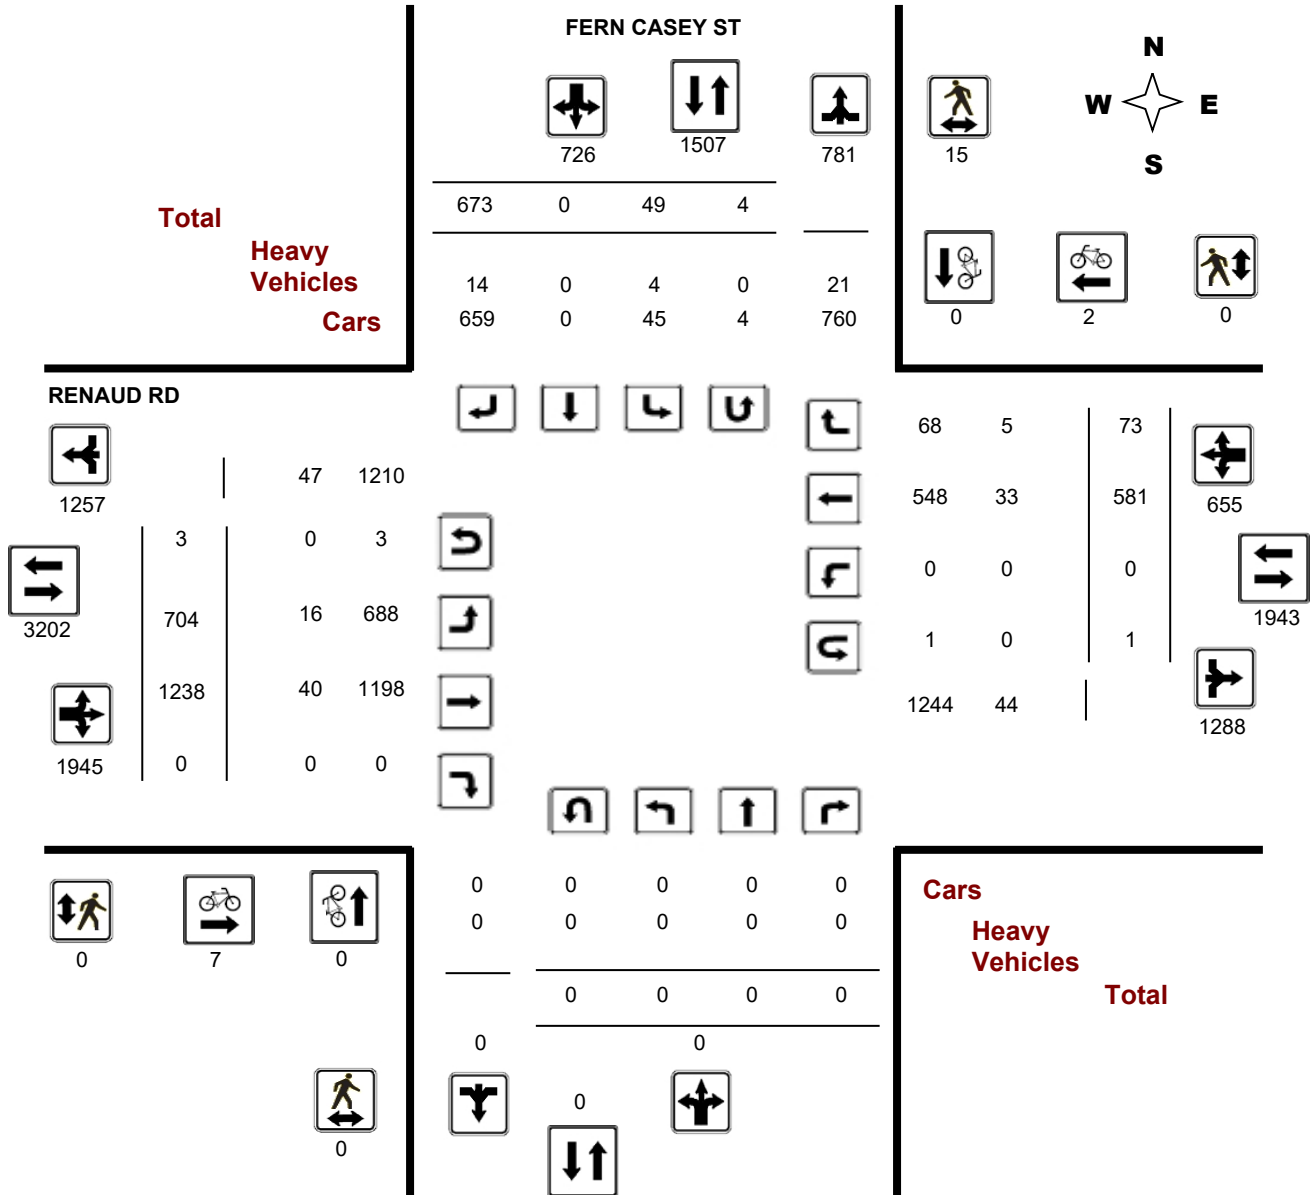 FERN CASEY ST
N
W E
S
726 1507 781 15
673 0 49 4
Total
Heavy
Vehicles
14 0 4 0 21
Cars
659 0 45 4 760
0 2 0
RENAUD RD
68 5 73
47 1210
1257
548 33 581 655
3 0 3
0 0 0
704 16 688
3202
1943
1 0 1
1238 40 1198
1244 44
1288
1945 0 0 0
0 0 0 0 0
Cars
0 0 0 0 0
Heavy
Vehicles
0 7 0
0 0 0 0
Total
0 0
0
0